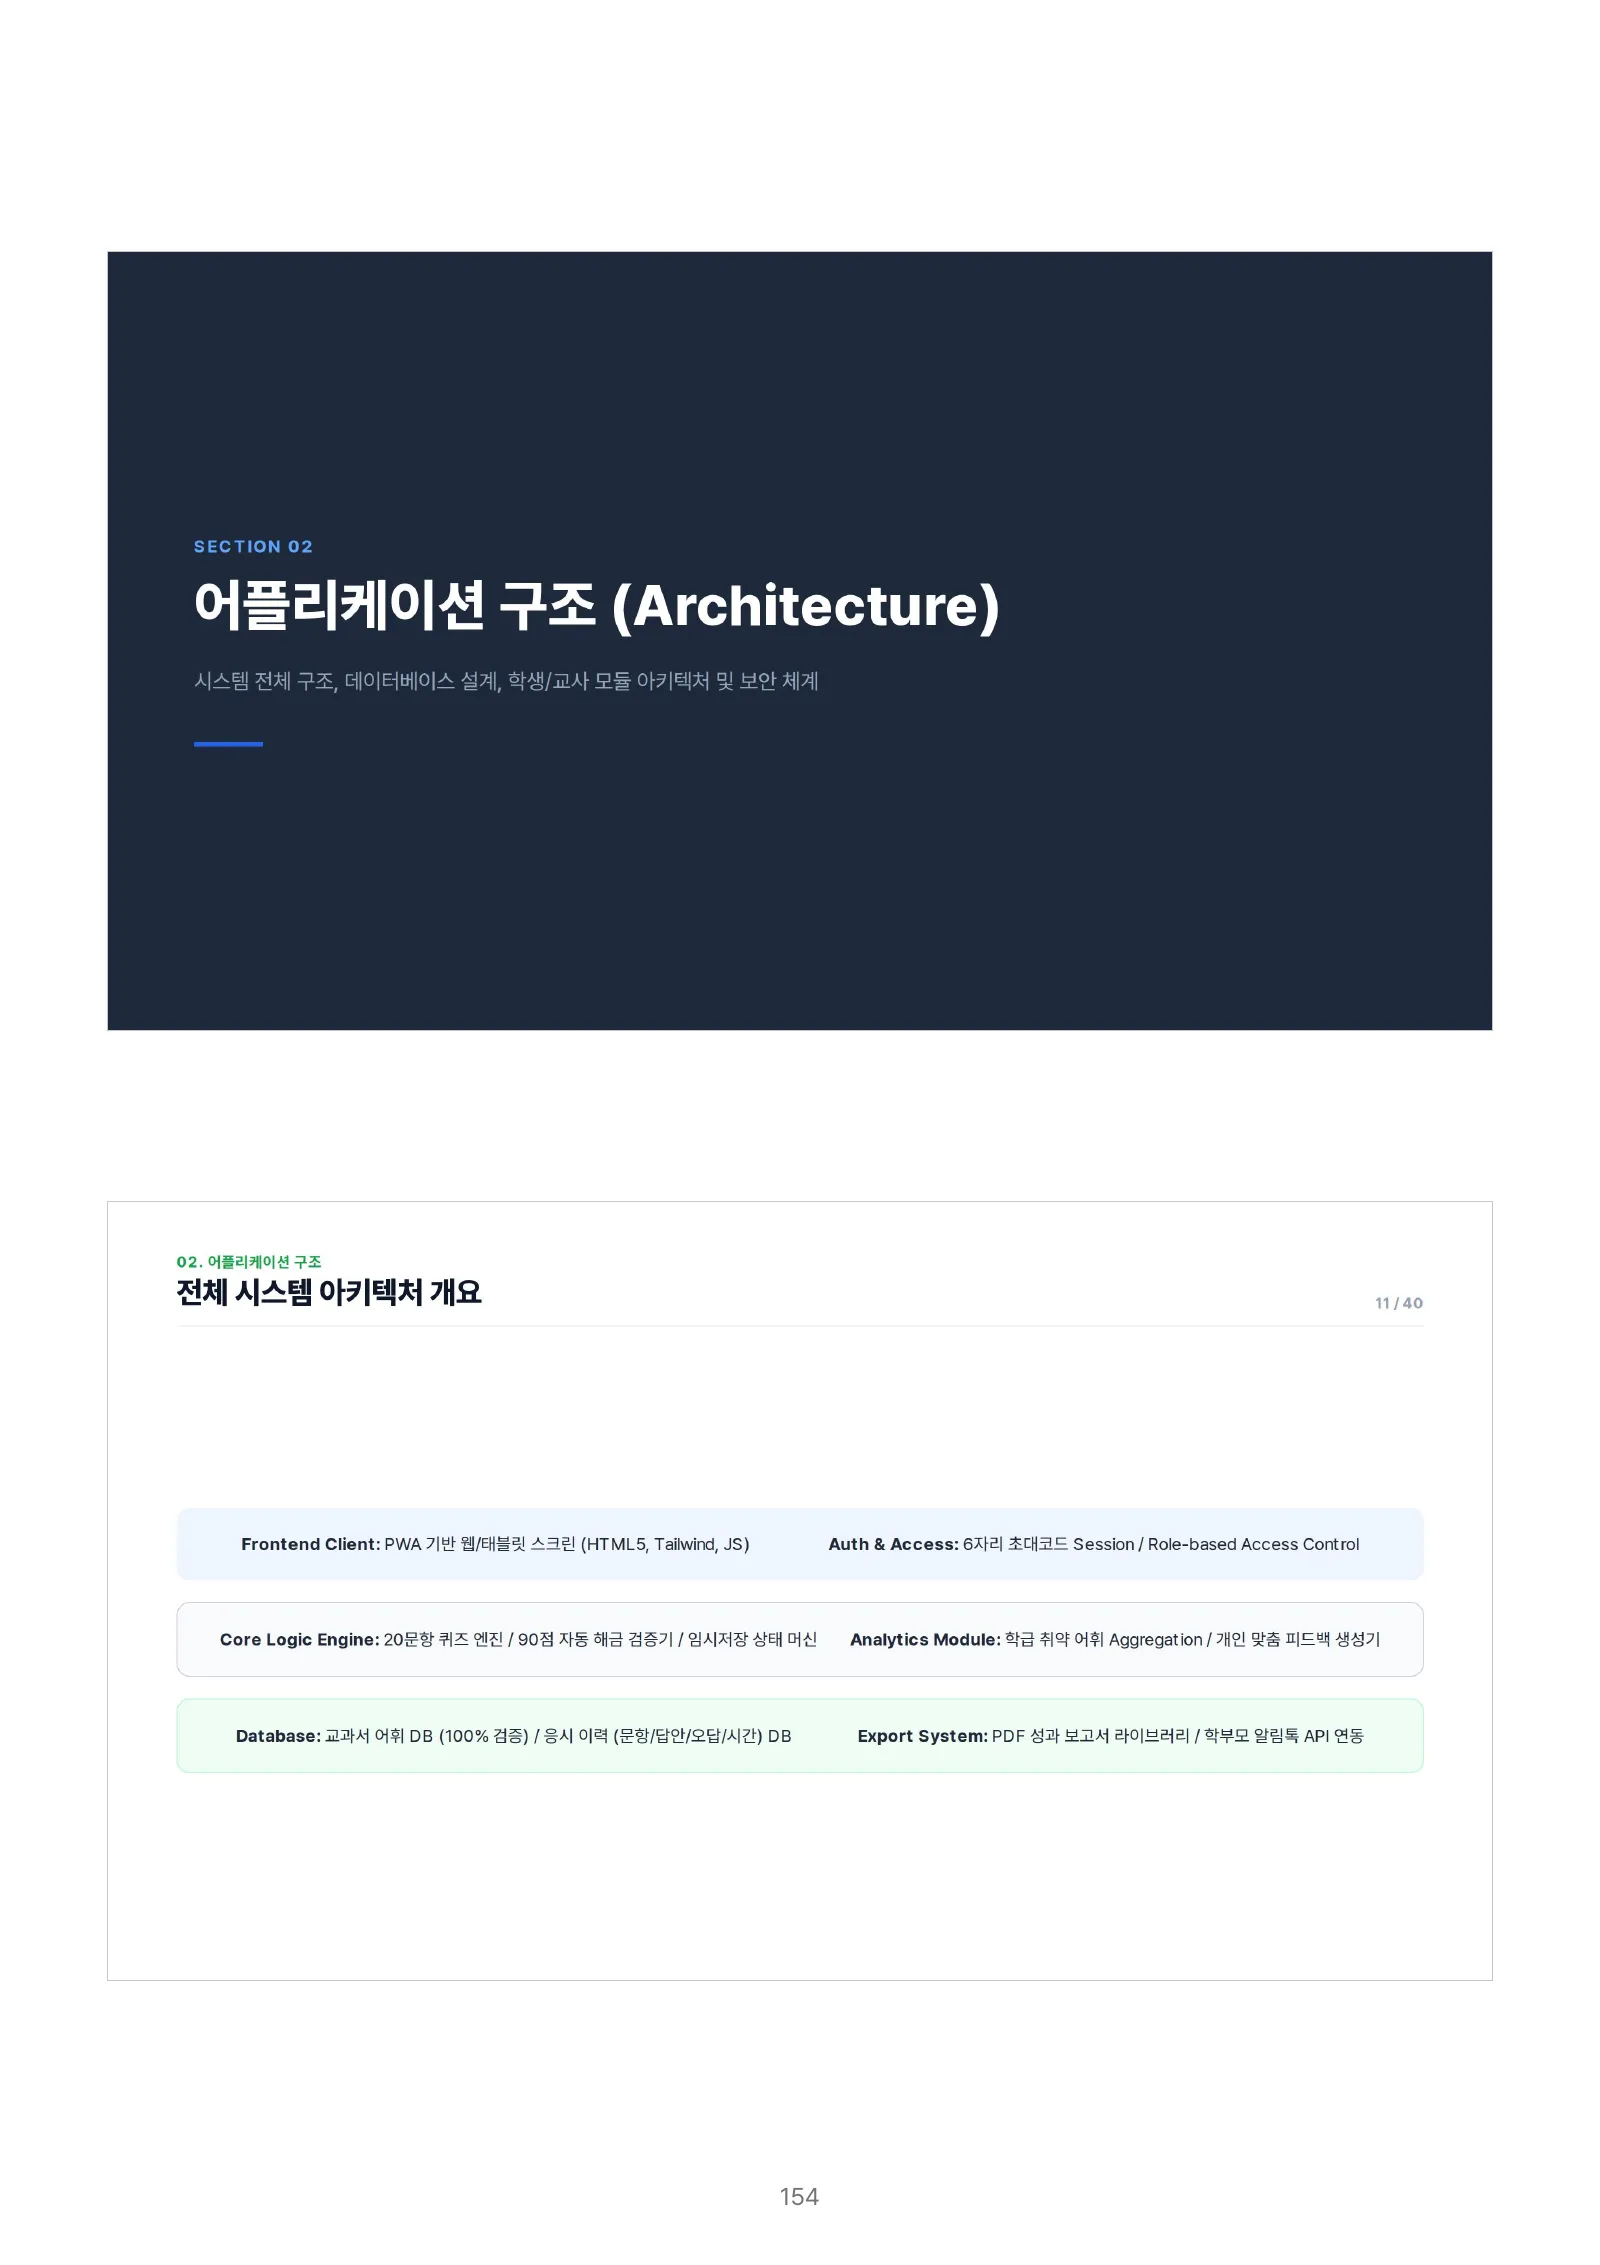 SECTION 02
어플리케이션 구조 (Architecture)
시스템 전체 구조, 데이터베이스 설계, 학생/교사 모듈 아키텍처 및 보안 체계
02. 어플리케이션 구조
전체 시스템 아키텍처 개요
11 / 40
Frontend Client: PWA 기반 웹/태블릿 스크린 (HTML5, Tailwind, JS)
Auth & Access: 6자리 초대코드 Session / Role-based Access Control
Core Logic Engine: 20문항 퀴즈 엔진 / 90점 자동 해금 검증기 / 임시저장 상태 머신
Analytics Module: 학급 취약 어휘 Aggregation / 개인 맞춤 피드백 생성기
Database: 교과서 어휘 DB (100% 검증) / 응시 이력 (문항/답안/오답/시간) DB
Export System: PDF 성과 보고서 라이브러리 / 학부모 알림톡 API 연동
154